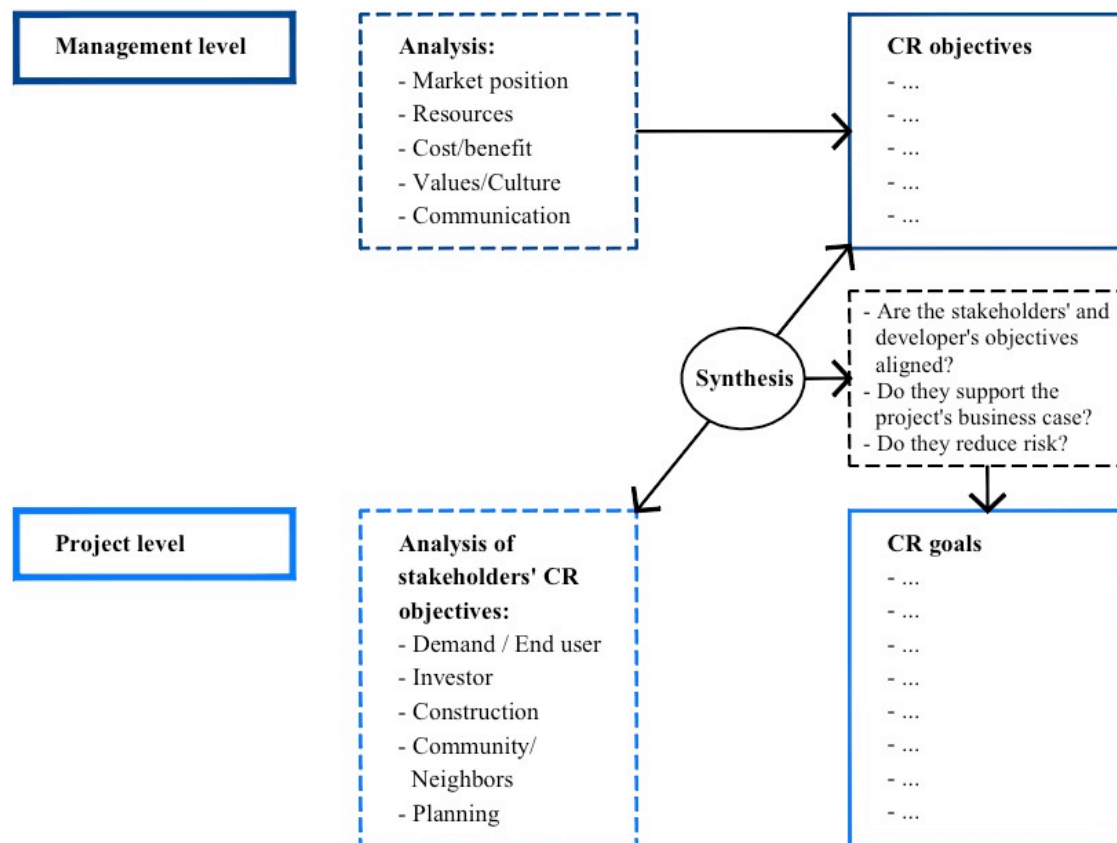 Management level
Analysis:
- Market position
- Resources
- Cost/benefit
- Values/Culture
- Communication
CR objectives
- ...
- ...
- ...
- ...
- ...
Synthesis
- Are the stakeholders' and
developer's objectives
aligned?
- Do they support the
project's business case?
- Do they reduce risk?
Project level
Analysis of
stakeholders' CR
objectives:
- Demand / End user
- Investor
- Construction
- Community/
Neighbors
- Planning
CR goals
- ...
- ...
- ...
- ...
- ...
- ...
- ...
- ...